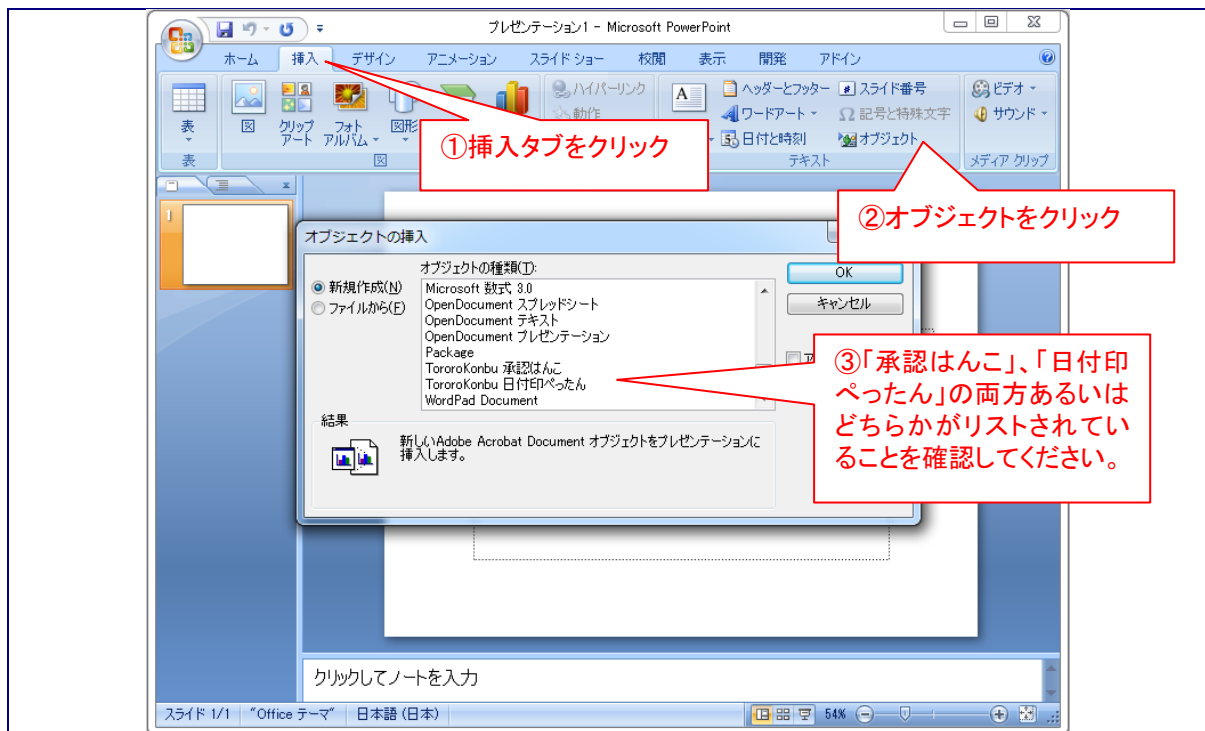 プレゼンテーション1 - Microsoft PowerPoint
ホーム 挿入 デザイン アニメーション スライド ショー 校閲 表示 開発 アドイン
表
図
クリップ アート
フォト アルバム
図形
ハイパーリンク
動作
A
ヘッダーとフッター
ワードアート
日付と時刻
スライド番号
記号と特殊文字
オブジェクト
ビデオ
サウンド
表 図 テキスト メディア クリップ
①挿入タブをクリック
②オブジェクトをクリック
1
オブジェクトの挿入
オブジェクトの種類(T):
新規作成(N)
ファイルから(F)
Microsoft 数式 3.0
OpenDocument スプレッドシート
OpenDocument テキスト
OpenDocument プレゼンテーション
Package
TororoKonbu 承認はんこ
TororoKonbu 日付印ぺったん
WordPad Document
OK
キャンセル
③「承認はんこ」、「日付印
ぺったん」の両方あるいは
どちらかがリストされてい
ることを確認してください。
結果
新しいAdobe Acrobat Document オブジェクトをプレゼンテーションに
挿入します。
クリックしてノートを入力
スライド 1/1 "Office テーマ" 日本語 (日本) 54%